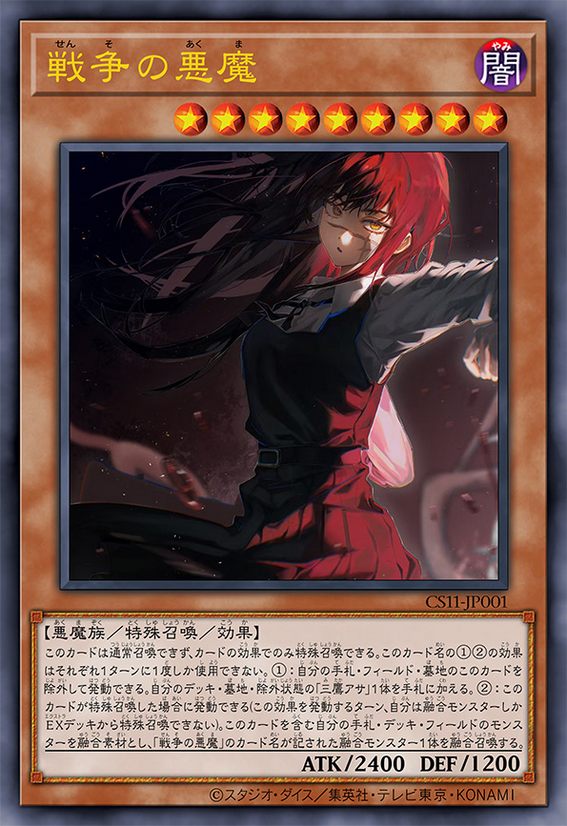 戦争の悪魔
闇
CS11-JP001
【悪魔族／特殊召喚／効果】
このカードは通常召喚できず、カードの効果でのみ特殊召喚できる。このカード名の①②の効果
はそれぞれ1ターンに1度しか使用できない。①：自分の手札・フィールド・墓地のこのカードを
除外して発動できる。自分のデッキ・墓地・除外状態の「三鷹アサ」1体を手札に加える。②：この
カードが特殊召喚した場合に発動できる（この効果を発動するターン、自分は融合モンスターしか
EXデッキから特殊召喚できない）。このカードを含む自分の手札・デッキ・フィールドのモンス
ターを融合素材とし、「戦争の悪魔」のカード名が記された融合モンスター1体を融合召喚する。
ATK/2400 DEF/1200
©スタジオ・ダイス／集英社・テレビ東京・KONAMI